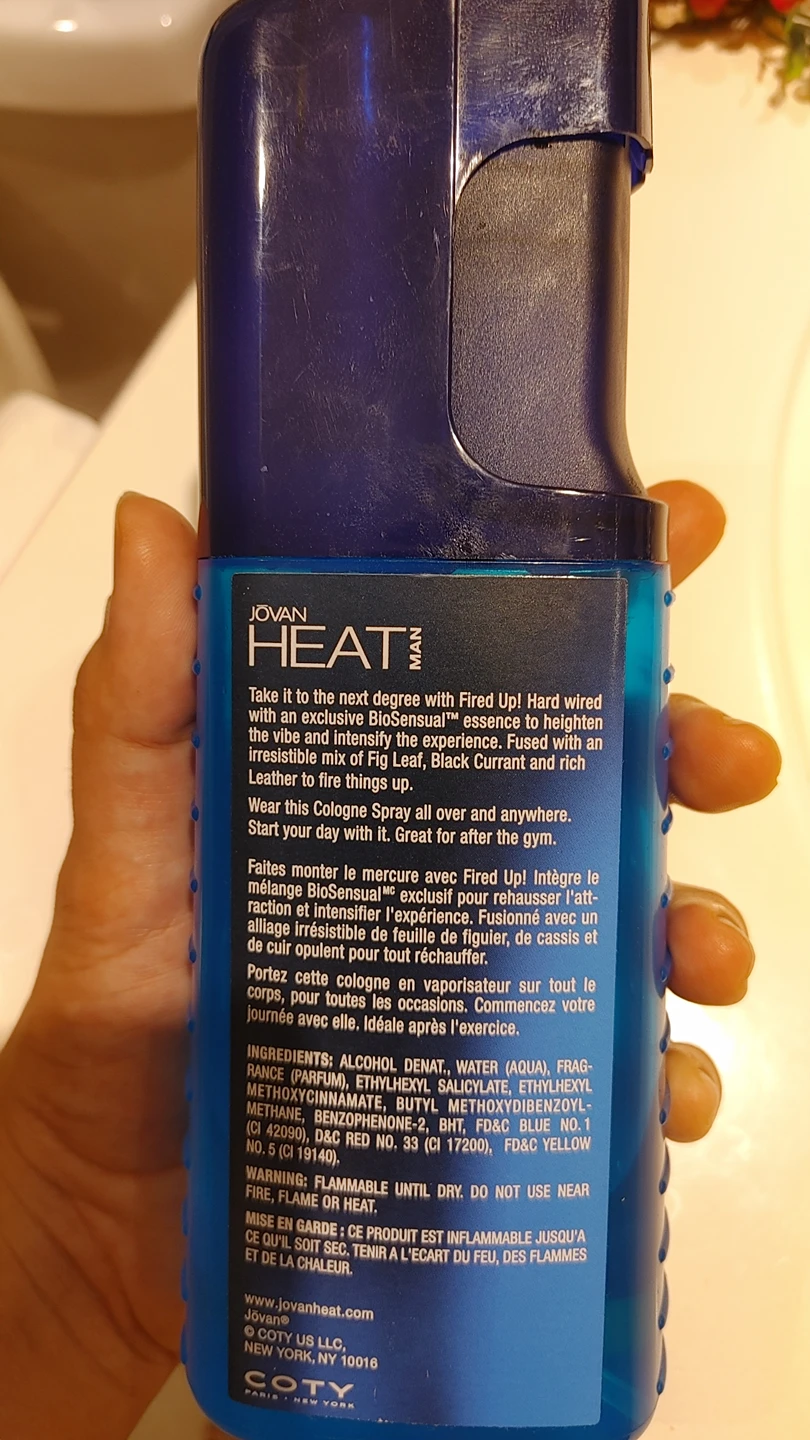 JŌVAN
HEAT MAN
Take it to the next degree with Fired Up! Hard wired
with an exclusive BioSensual™ essence to heighten
the vibe and intensify the experience. Fused with an
irresistible mix of Fig Leaf, Black Currant and rich
Leather to fire things up.
Wear this Cologne Spray all over and anywhere.
Start your day with it. Great for after the gym.
Faites monter le mercure avec Fired Up! Intègre le
mélange BioSensualᴹᶜ exclusif pour rehausser l'att-
raction et intensifier l'expérience. Fusionné avec un
alliage irrésistible de feuille de figuier, de cassis et
de cuir opulent pour tout réchauffer.
Portez cette cologne en vaporisateur sur tout le
corps, pour toutes les occasions. Commencez votre
journée avec elle. Idéale après l'exercice.
INGREDIENTS: ALCOHOL DENAT., WATER (AQUA), FRAG-
RANCE (PARFUM), ETHYLHEXYL SALICYLATE, ETHYLHEXYL
METHOXYCINNAMATE, BUTYL METHOXYDIBENZOYL-
METHANE, BENZOPHENONE-2, BHT, FD&C BLUE NO.1
(CI 42090), D&C RED NO. 33 (CI 17200), FD&C YELLOW
NO. 5 (CI 19140).
WARNING: FLAMMABLE UNTIL DRY. DO NOT USE NEAR
FIRE, FLAME OR HEAT.
MISE EN GARDE : CE PRODUIT EST INFLAMMABLE JUSQU'A
CE QU'IL SOIT SEC. TENIR A L'ECART DU FEU, DES FLAMMES
ET DE LA CHALEUR.
www.jovanheat.com
Jōvan®
© COTY US LLC,
NEW YORK, NY 10016
COTY
PARIS · NEW YORK